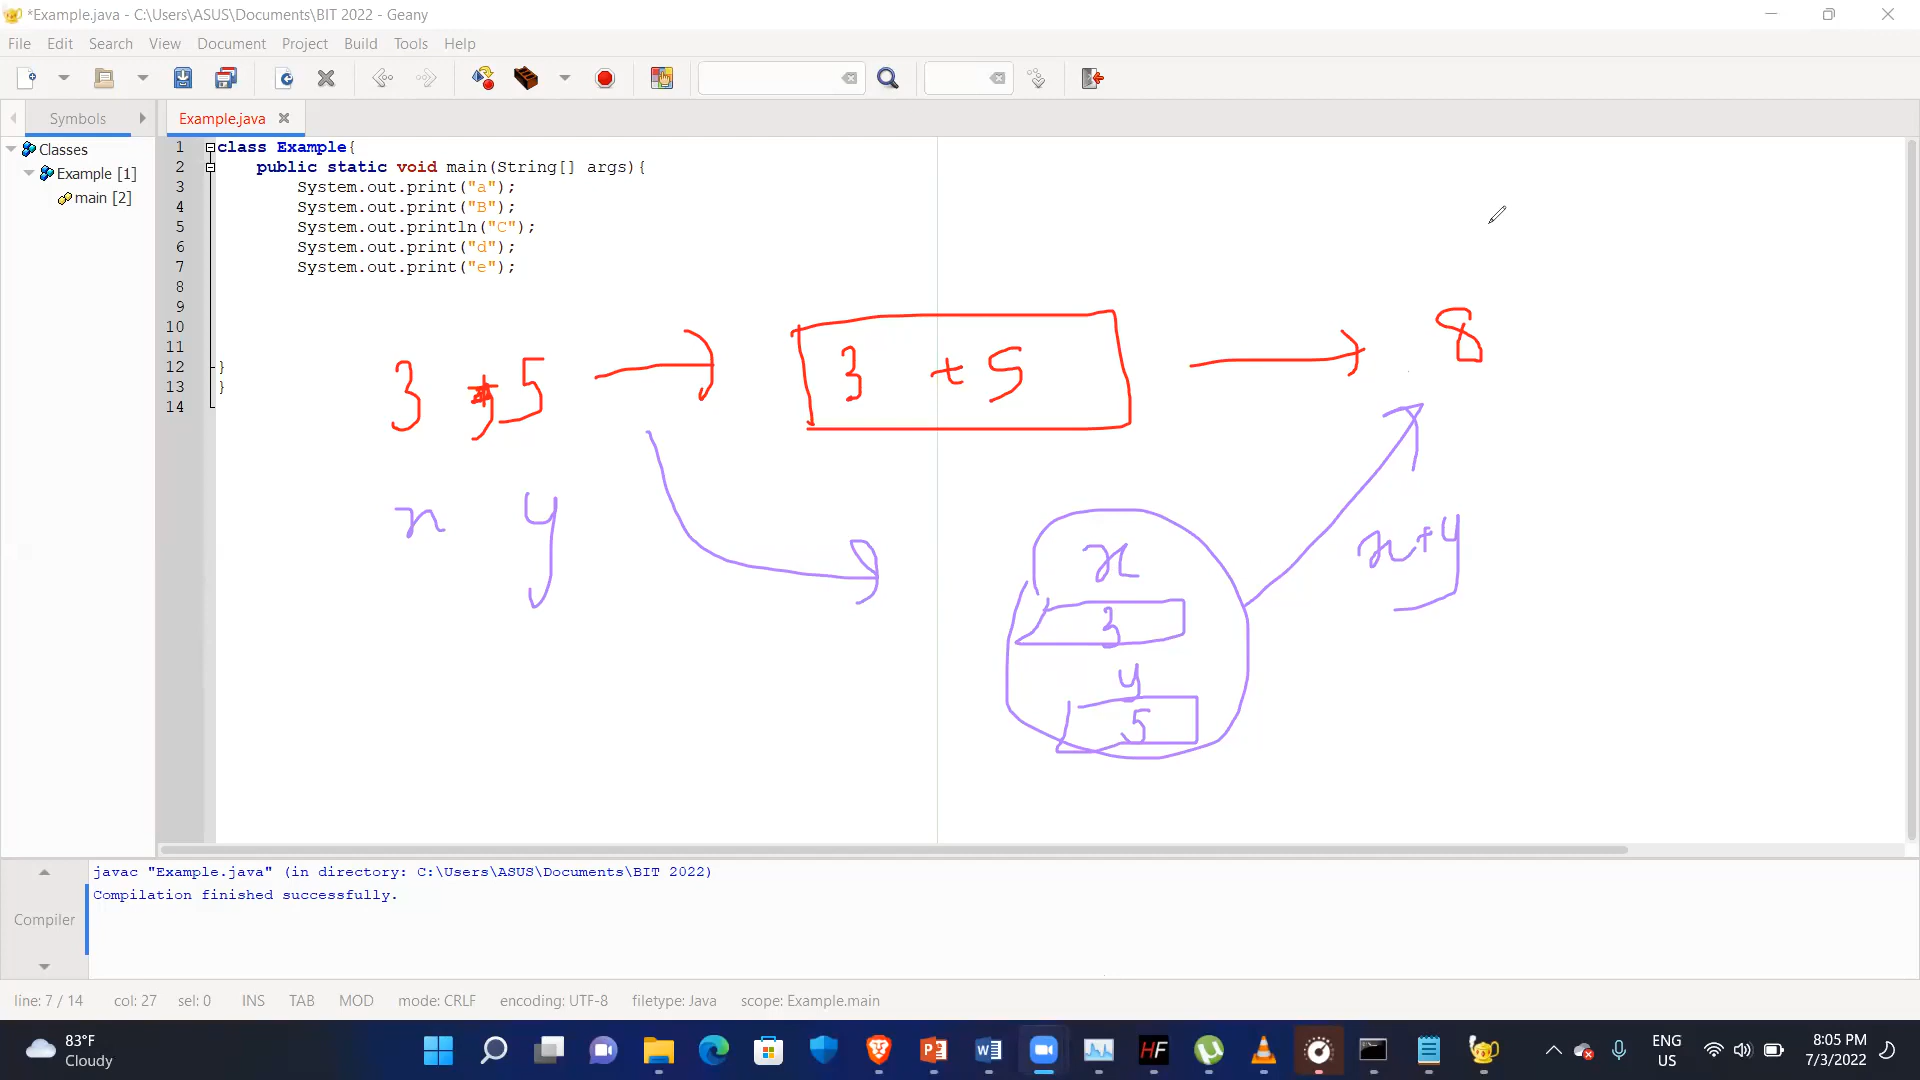 *Example.java - C:\Users\ASUS\Documents\BIT 2022 - Geany
File Edit Search View Document Project Build Tools Help
Symbols
Example.java
Classes
Example [1]
main [2]
1 class Example{
2 public static void main(String[] args){
3 System.out.print("a");
4 System.out.print("B");
5 System.out.println("C");
6 System.out.print("d");
7 System.out.print("e");
8
9
10
11
12 }
13 }
14
3 , 5
3 + 5
8
x y
x
3
y
5
x+y
Compiler
javac "Example.java" (in directory: C:\Users\ASUS\Documents\BIT 2022)
Compilation finished successfully.
line: 7 / 14 col: 27 sel: 0 INS TAB MOD mode: CRLF encoding: UTF-8 filetype: Java scope: Example.main
83°F
Cloudy
HF
ENG
US
8:05 PM
7/3/2022